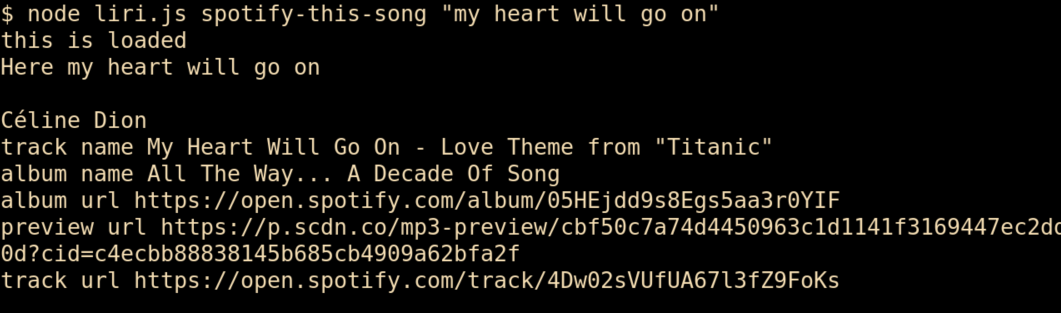 $ node liri.js spotify-this-song "my heart will go on"
this is loaded
Here my heart will go on
Céline Dion
track name My Heart Will Go On - Love Theme from "Titanic"
album name All The Way... A Decade Of Song
album url https://open.spotify.com/album/05HEjdd9s8Egs5aa3r0YIF
preview url https://p.scdn.co/mp3-preview/cbf50c7a74d4450963c1d1141f3169447ec2dd
0d?cid=c4ecbb88838145b685cb4909a62bfa2f
track url https://open.spotify.com/track/4Dw02sVUfUA67l3fZ9FoKs